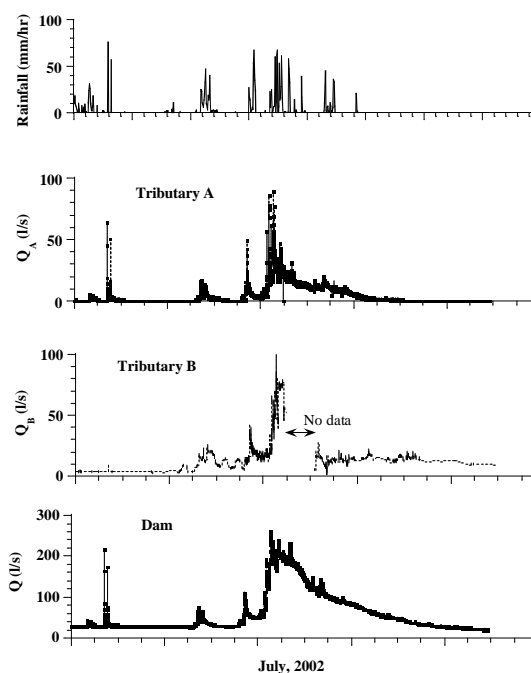 Rainfall (mm/hr)
100
50
0
Tributary A
Q_A (l/s)
100
50
0
Tributary B
Q_B (l/s)
100
50
0
No data
Dam
Q (l/s)
300
200
100
0
July, 2002